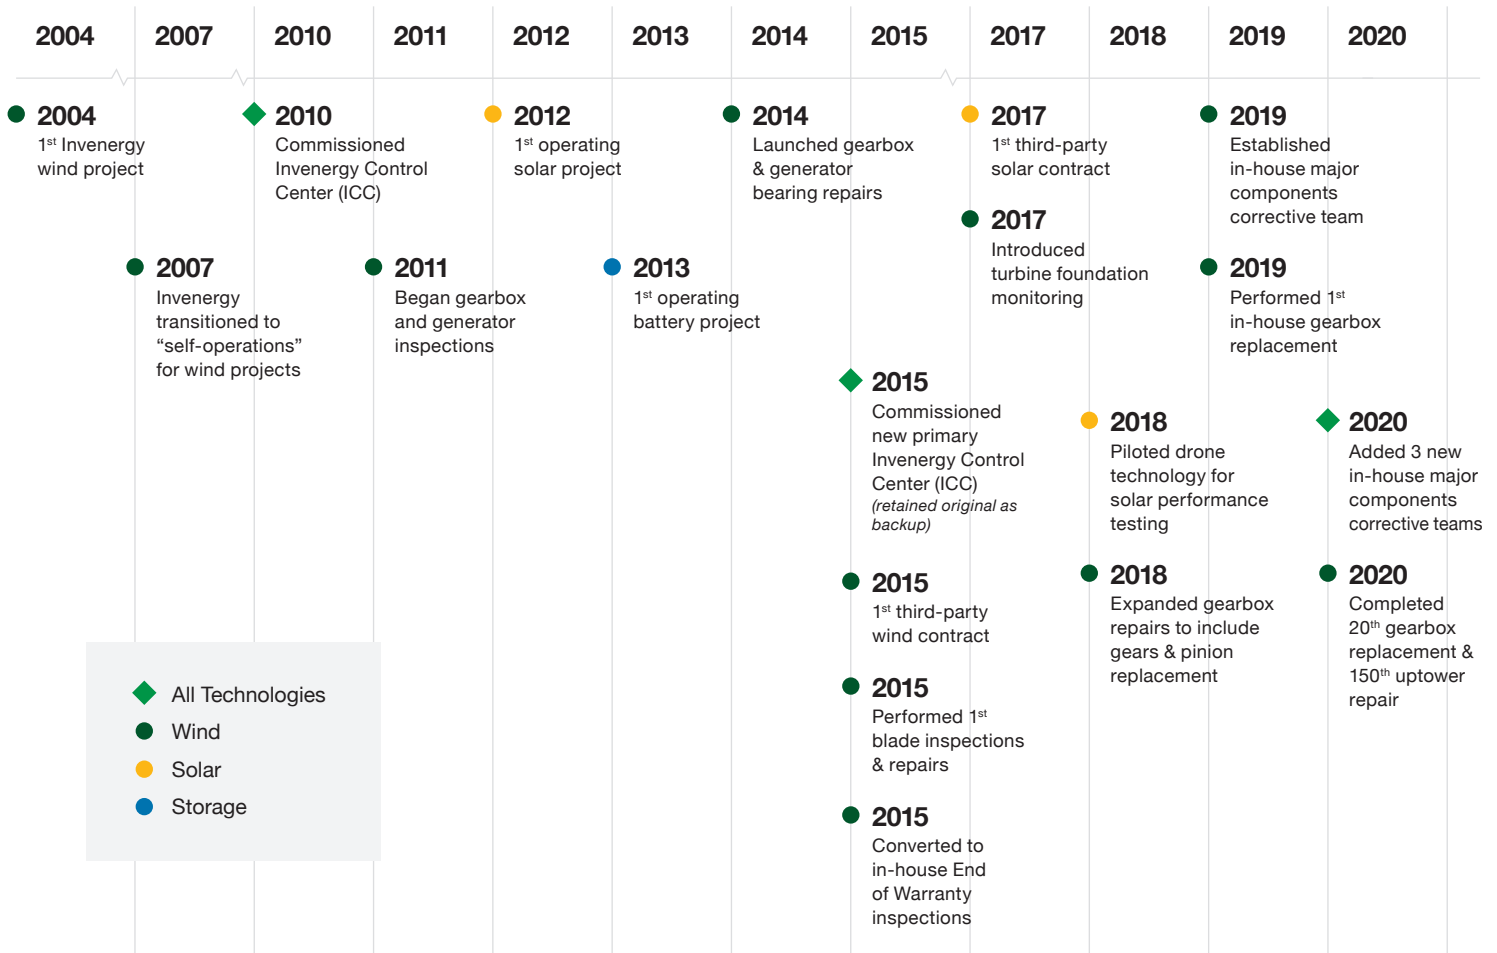 2004 2007 2010 2011 2012 2013 2014 2015 2017 2018 2019 2020
2004
1st Invenergy
wind project
2007
Invenergy
transitioned to
“self-operations”
for wind projects
2010
Commissioned
Invenergy Control
Center (ICC)
2011
Began gearbox
and generator
inspections
2012
1st operating
solar project
2013
1st operating
battery project
2014
Launched gearbox
& generator
bearing repairs
2015
Commissioned
new primary
Invenergy Control
Center (ICC)
(retained original as
backup)
2015
1st third-party
wind contract
2015
Performed 1st
blade inspections
& repairs
2015
Converted to
in-house End
of Warranty
inspections
2017
1st third-party
solar contract
2017
Introduced
turbine foundation
monitoring
2018
Piloted drone
technology for
solar performance
testing
2018
Expanded gearbox
repairs to include
gears & pinion
replacement
2019
Established
in-house major
components
corrective team
2019
Performed 1st
in-house gearbox
replacement
2020
Added 3 new
in-house major
components
corrective teams
2020
Completed
20th gearbox
replacement &
150th uptower
repair
All Technologies
Wind
Solar
Storage